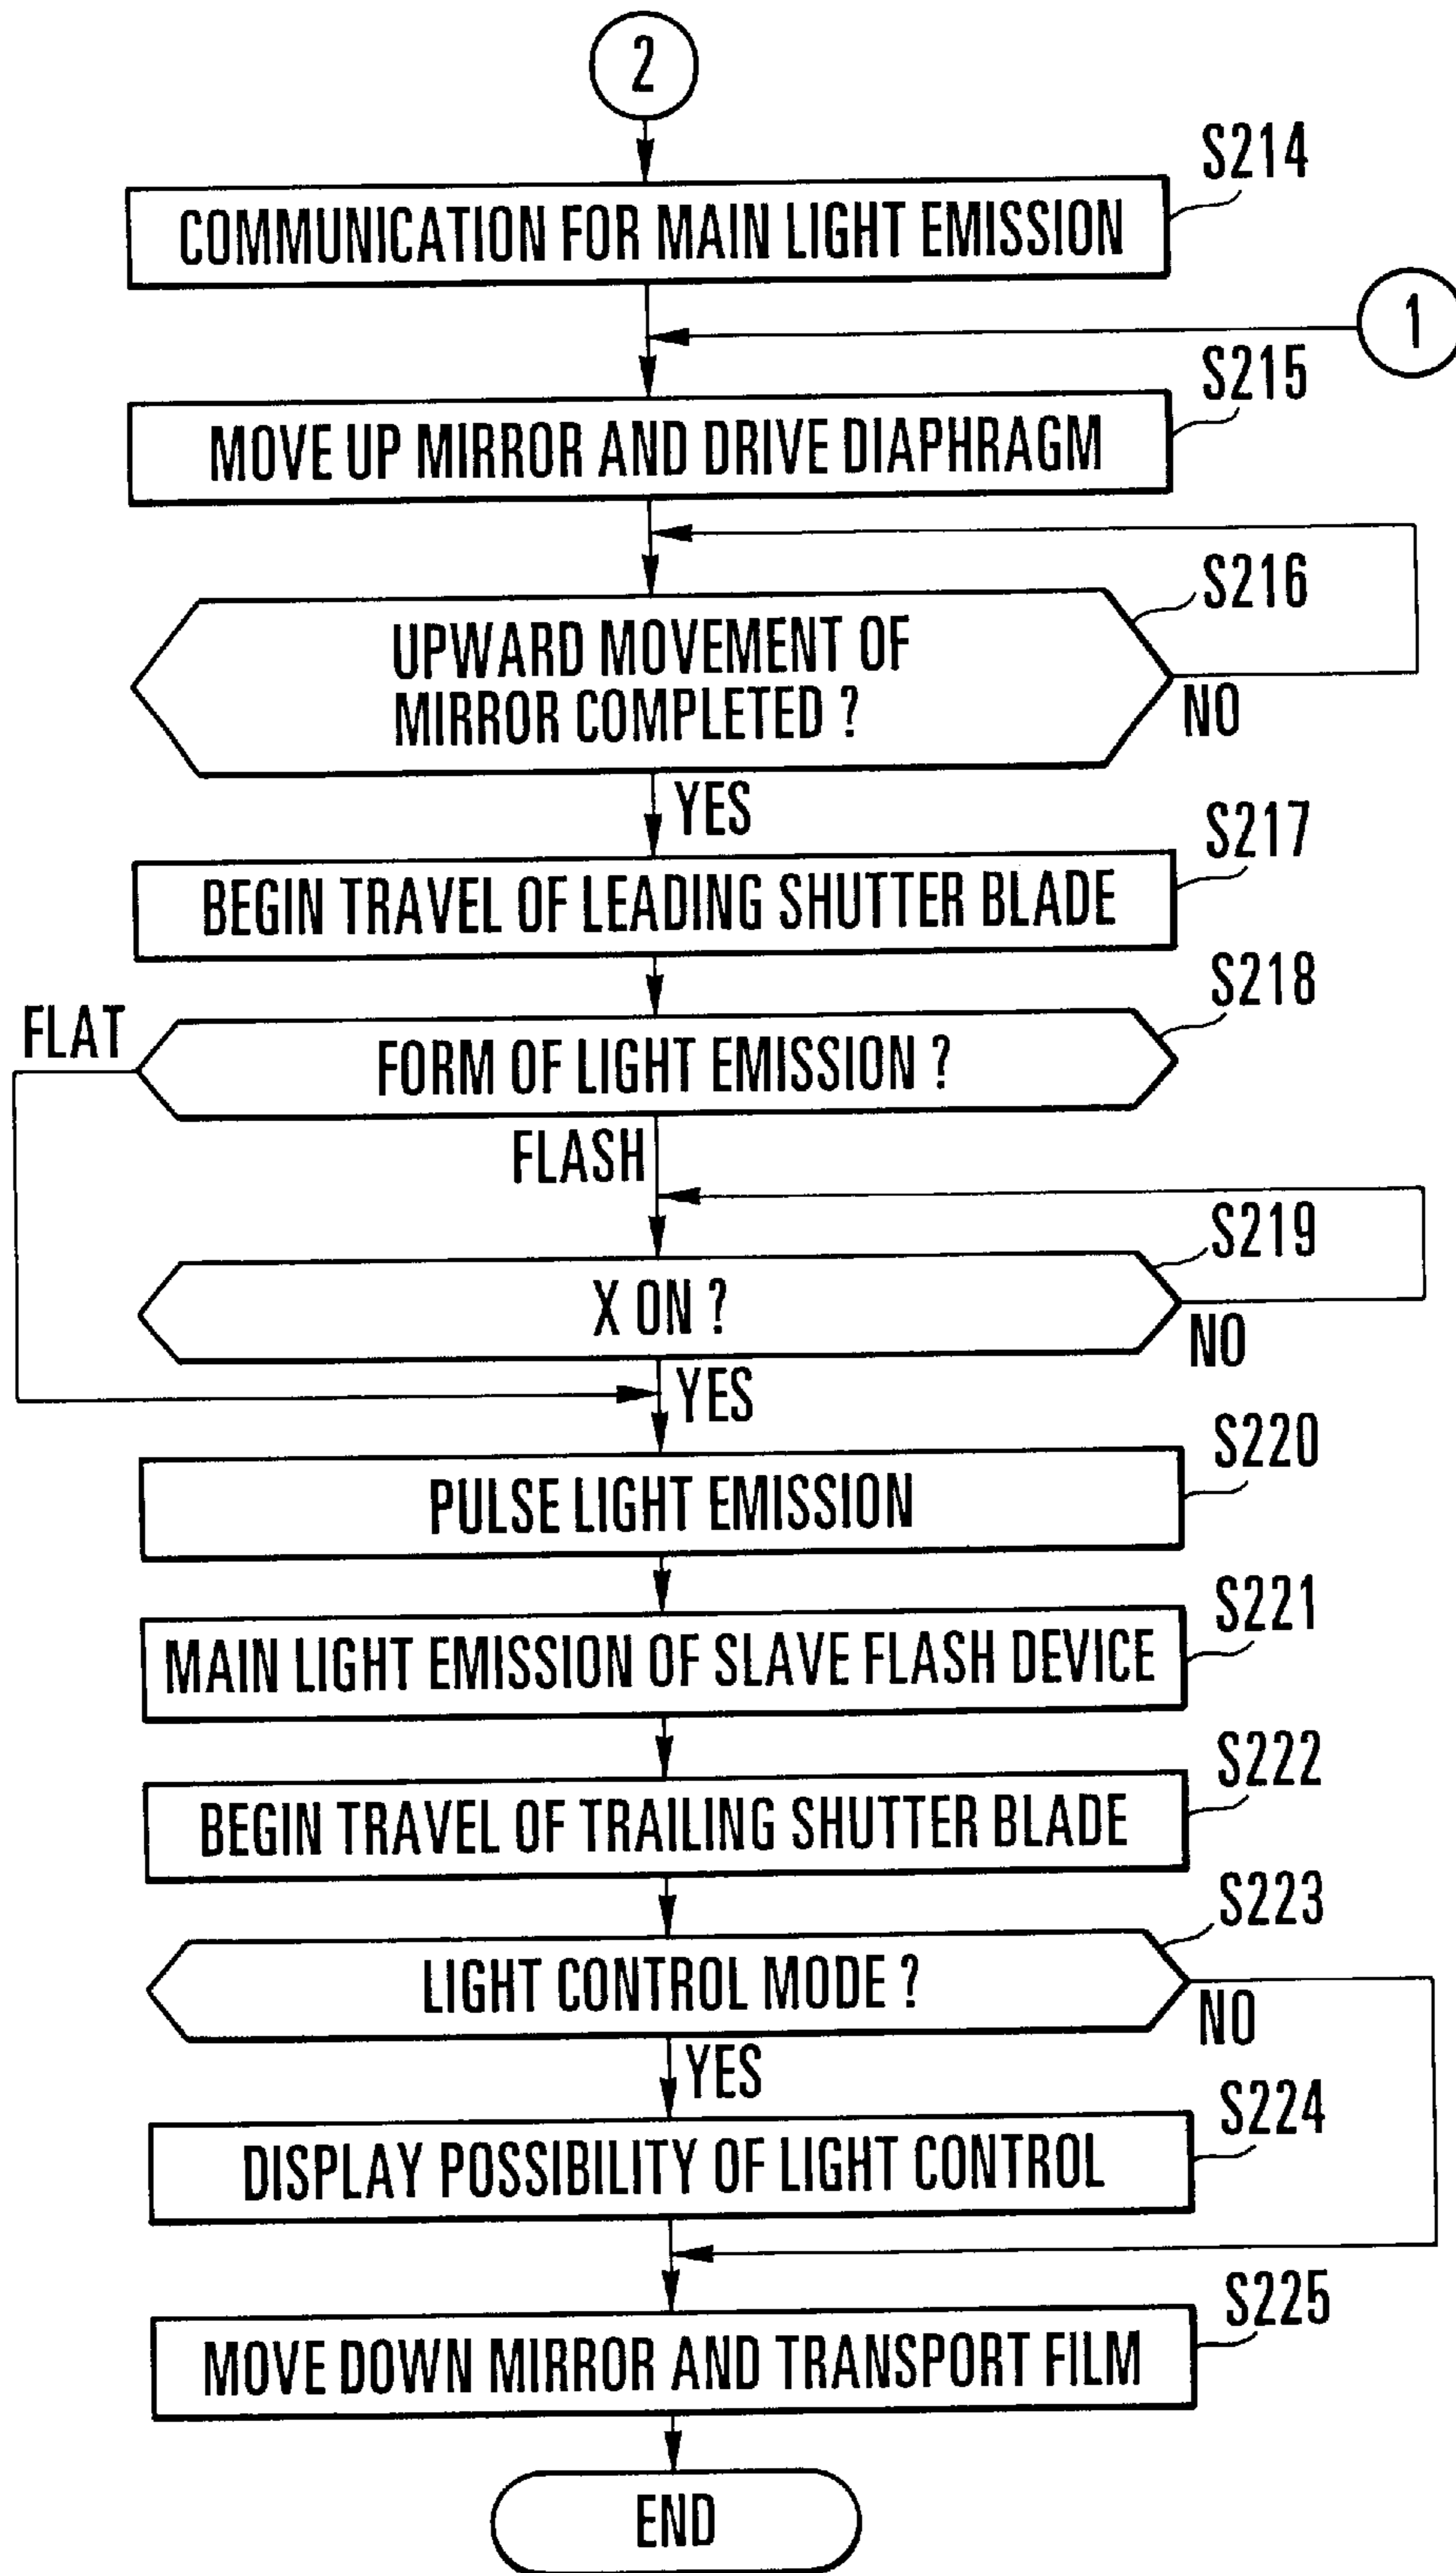 2
S214
COMMUNICATION FOR MAIN LIGHT EMISSION
1
S215
MOVE UP MIRROR AND DRIVE DIAPHRAGM
S216
UPWARD MOVEMENT OF
MIRROR COMPLETED ?
NO
YES
S217
BEGIN TRAVEL OF LEADING SHUTTER BLADE
S218
FLAT
FORM OF LIGHT EMISSION ?
FLASH
S219
X ON ?
NO
YES
S220
PULSE LIGHT EMISSION
S221
MAIN LIGHT EMISSION OF SLAVE FLASH DEVICE
S222
BEGIN TRAVEL OF TRAILING SHUTTER BLADE
S223
LIGHT CONTROL MODE ?
NO
YES
S224
DISPLAY POSSIBILITY OF LIGHT CONTROL
S225
MOVE DOWN MIRROR AND TRANSPORT FILM
END